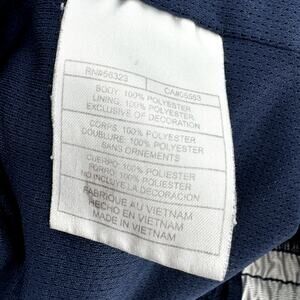 RN#56323 CA#05553
BODY: 100% POLYESTER
LINING: 100% POLYESTER
EXCLUSIVE OF DECORATION
CORPS: 100% POLYESTER
DOUBLURE: 100% POLYESTER
SANS ORNEMENTS
CUERPO: 100% POLIESTER
FORRO: 100% POLIESTER
NO INCLUYE LA DECORACION
FABRIQUE AU VIETNAM
HECHO EN VIETNAM
MADE IN VIETNAM